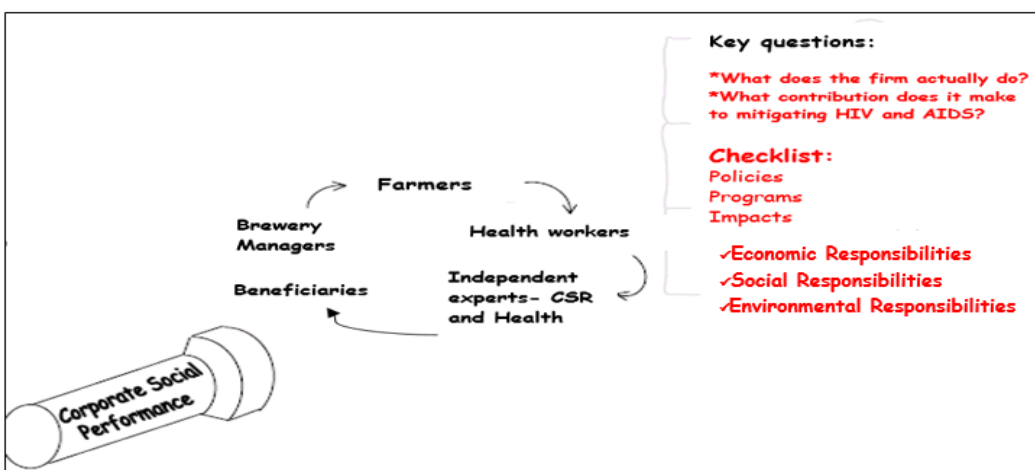 Key questions:
*What does the firm actually do?
*What contribution does it make
to mitigating HIV and AIDS?
Checklist:
Policies
Programs
Impacts
✓Economic Responsibilities
✓Social Responsibilities
✓Environmental Responsibilities
Farmers
Health workers
Independent
experts- CSR
and Health
Beneficiaries
Brewery
Managers
Corporate Social
Performance